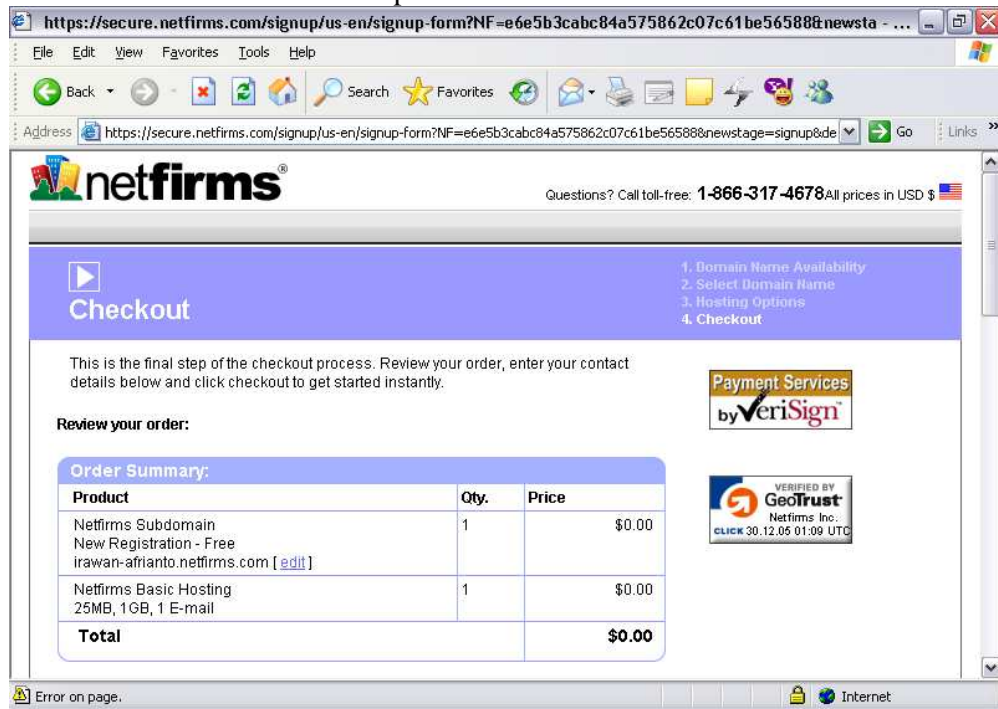 https://secure.netfirms.com/signup/us-en/signup-form?NF=e6e5b3cabc84a575862c07c61be56588&newsta - ...
File Edit View Favorites Tools Help
Back Search Favorites
Address https://secure.netfirms.com/signup/us-en/signup-form?NF=e6e5b3cabc84a575862c07c61be56588&newstage=signup&de Go Links »
netfirms®
Questions? Call toll-free: 1-866-317-4678 All prices in USD $
1. Domain Name Availability
2. Select Domain Name
3. Hosting Options
4. Checkout
Checkout
This is the final step of the checkout process. Review your order, enter your contact
details below and click checkout to get started instantly.
Payment Services
by VeriSign
Review your order:
Order Summary:
Product Qty. Price
Netfirms Subdomain 1 $0.00
New Registration - Free
irawan-afrianto.netfirms.com [ edit ]
VERIFIED BY
GeoTrust
Netfirms Inc.
CLICK 30.12.05 01:09 UTC
Netfirms Basic Hosting 1 $0.00
25MB, 1GB, 1 E-mail
Total $0.00
Error on page. Internet